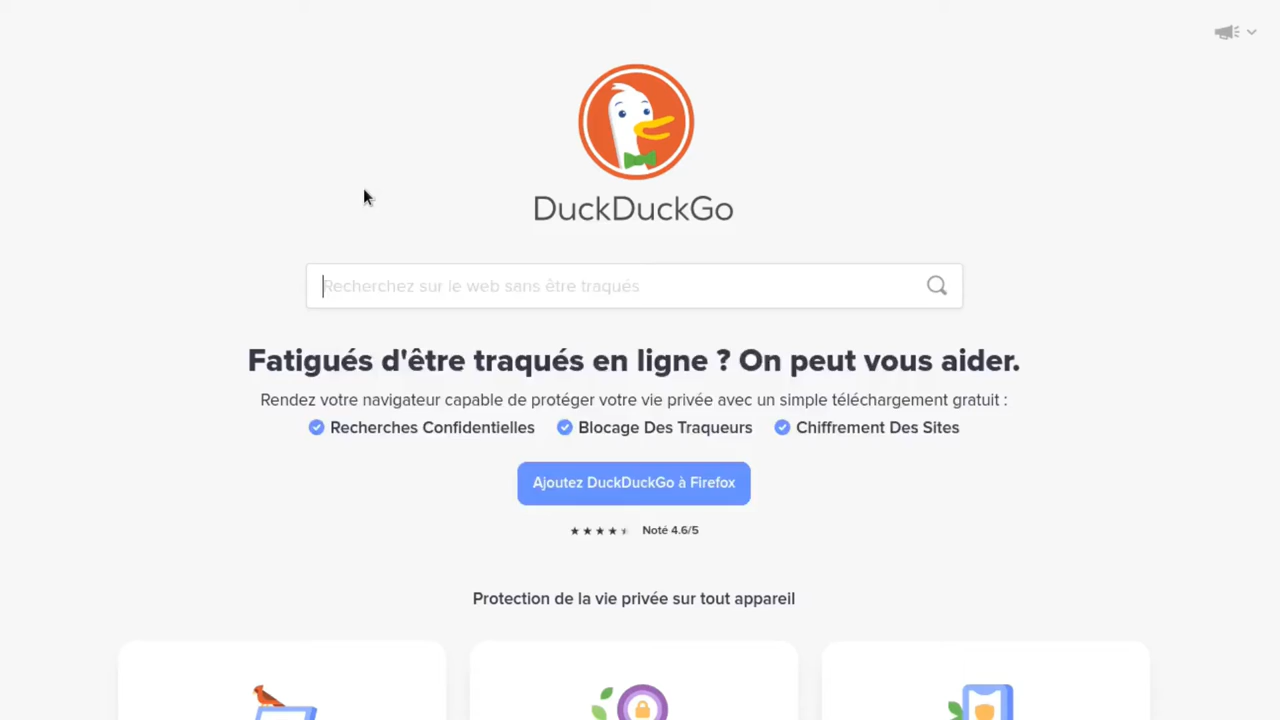 DuckDuckGo
Recherchez sur le web sans être traqués
Fatigués d'être traqués en ligne ? On peut vous aider.
Rendez votre navigateur capable de protéger votre vie privée avec un simple téléchargement gratuit :
Recherches Confidentielles Blocage Des Traqueurs Chiffrement Des Sites
Ajoutez DuckDuckGo à Firefox
Noté 4.6/5
Protection de la vie privée sur tout appareil